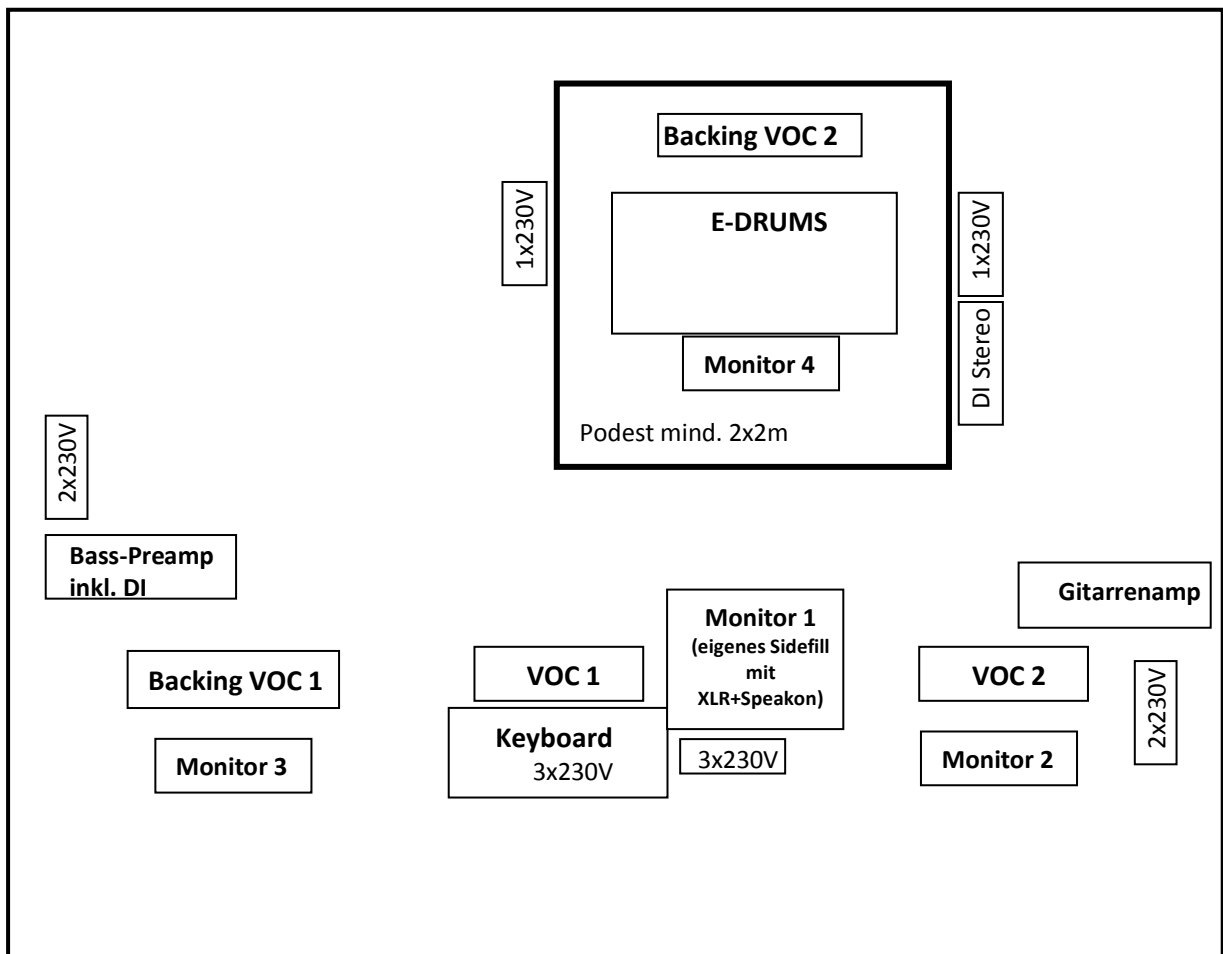 Backing VOC 2
1x230V
E-DRUMS
1x230V
DI Stereo
Monitor 4
Podest mind. 2x2m
2x230V
Bass-Preamp
inkl. DI
Gitarrenamp
Monitor 1
(eigenes Sidefill
mit
XLR+Speakon)
Backing VOC 1
VOC 1
VOC 2
2x230V
Keyboard
3x230V
3x230V
Monitor 3
Monitor 2